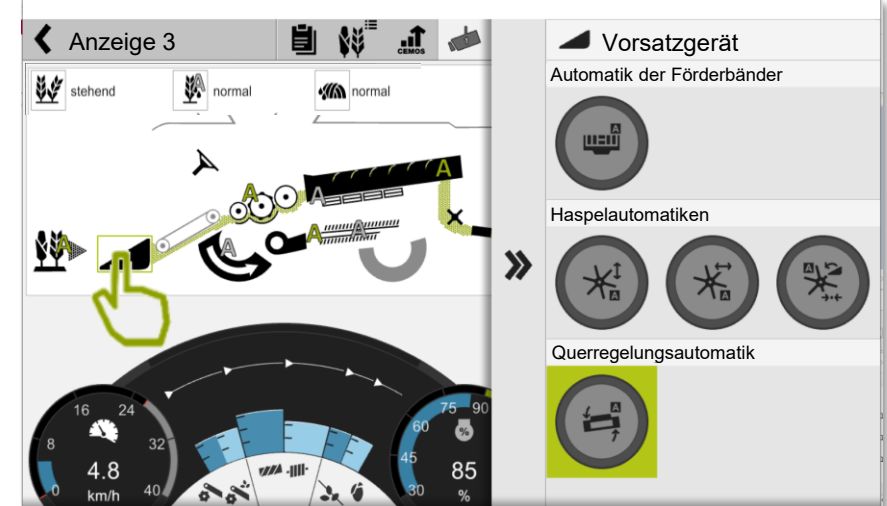 Anzeige 3
CEMOS
Vorsatzgerät
Automatik der Förderbänder
stehend
A
normal
normal
A
Haspelautomatiken
A
A
A
A
A
A
A
A
A
A
A
Querregelungsautomatik
A
16
24
8
32
0
40
4.8
km/h
75
90
60
%
45
30
85
%